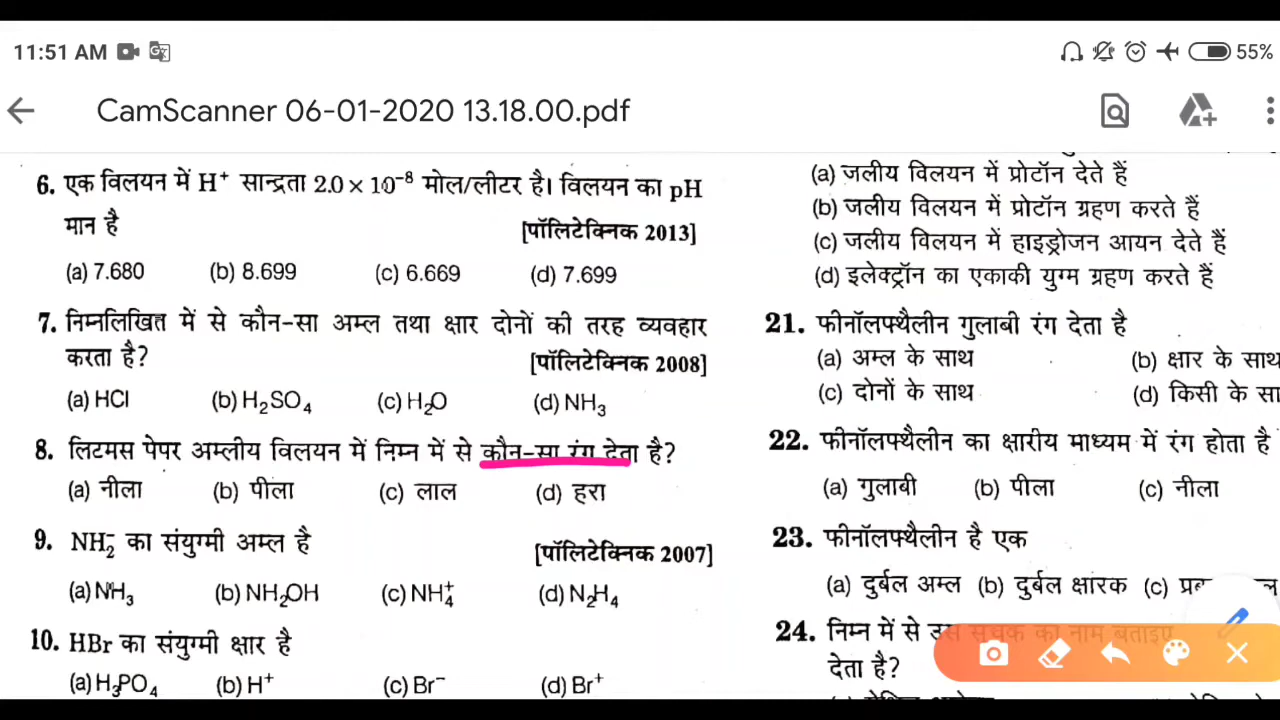 11:51 AM
55%
CamScanner 06-01-2020 13.18.00.pdf
6. एक विलयन में H⁺ सान्द्रता 2.0 × 10⁻⁸ मोल/लीटर है। विलयन का pH
मान है [पॉलिटेक्निक 2013]
(a) 7.680 (b) 8.699 (c) 6.669 (d) 7.699
7. निम्नलिखित में से कौन-सा अम्ल तथा क्षार दोनों की तरह व्यवहार
करता है? [पॉलिटेक्निक 2008]
(a) HCl (b) H₂SO₄ (c) H₂O (d) NH₃
8. लिटमस पेपर अम्लीय विलयन में निम्न में से कौन-सा रंग देता है?
(a) नीला (b) पीला (c) लाल (d) हरा
9. NH₂⁻ का संयुग्मी अम्ल है [पॉलिटेक्निक 2007]
(a) NH₃ (b) NH₂OH (c) NH₄⁺ (d) N₂H₄
10. HBr का संयुग्मी क्षार है
(a) H₃PO₄ (b) H⁺ (c) Br⁻ (d) Br⁺
(a) जलीय विलयन में प्रोटॉन देते हैं
(b) जलीय विलयन में प्रोटॉन ग्रहण करते हैं
(c) जलीय विलयन में हाइड्रोजन आयन देते हैं
(d) इलेक्ट्रॉन का एकाकी युग्म ग्रहण करते हैं
21. फीनॉलफ्थैलीन गुलाबी रंग देता है
(a) अम्ल के साथ (b) क्षार के साथ
(c) दोनों के साथ (d) किसी के सा
22. फीनॉलफ्थैलीन का क्षारीय माध्यम में रंग होता है
(a) गुलाबी (b) पीला (c) नीला
23. फीनॉलफ्थैलीन है एक
(a) दुर्बल अम्ल (b) दुर्बल क्षारक (c)
24. निम्न में से उस सूचक का नाम बताइए
देता है?